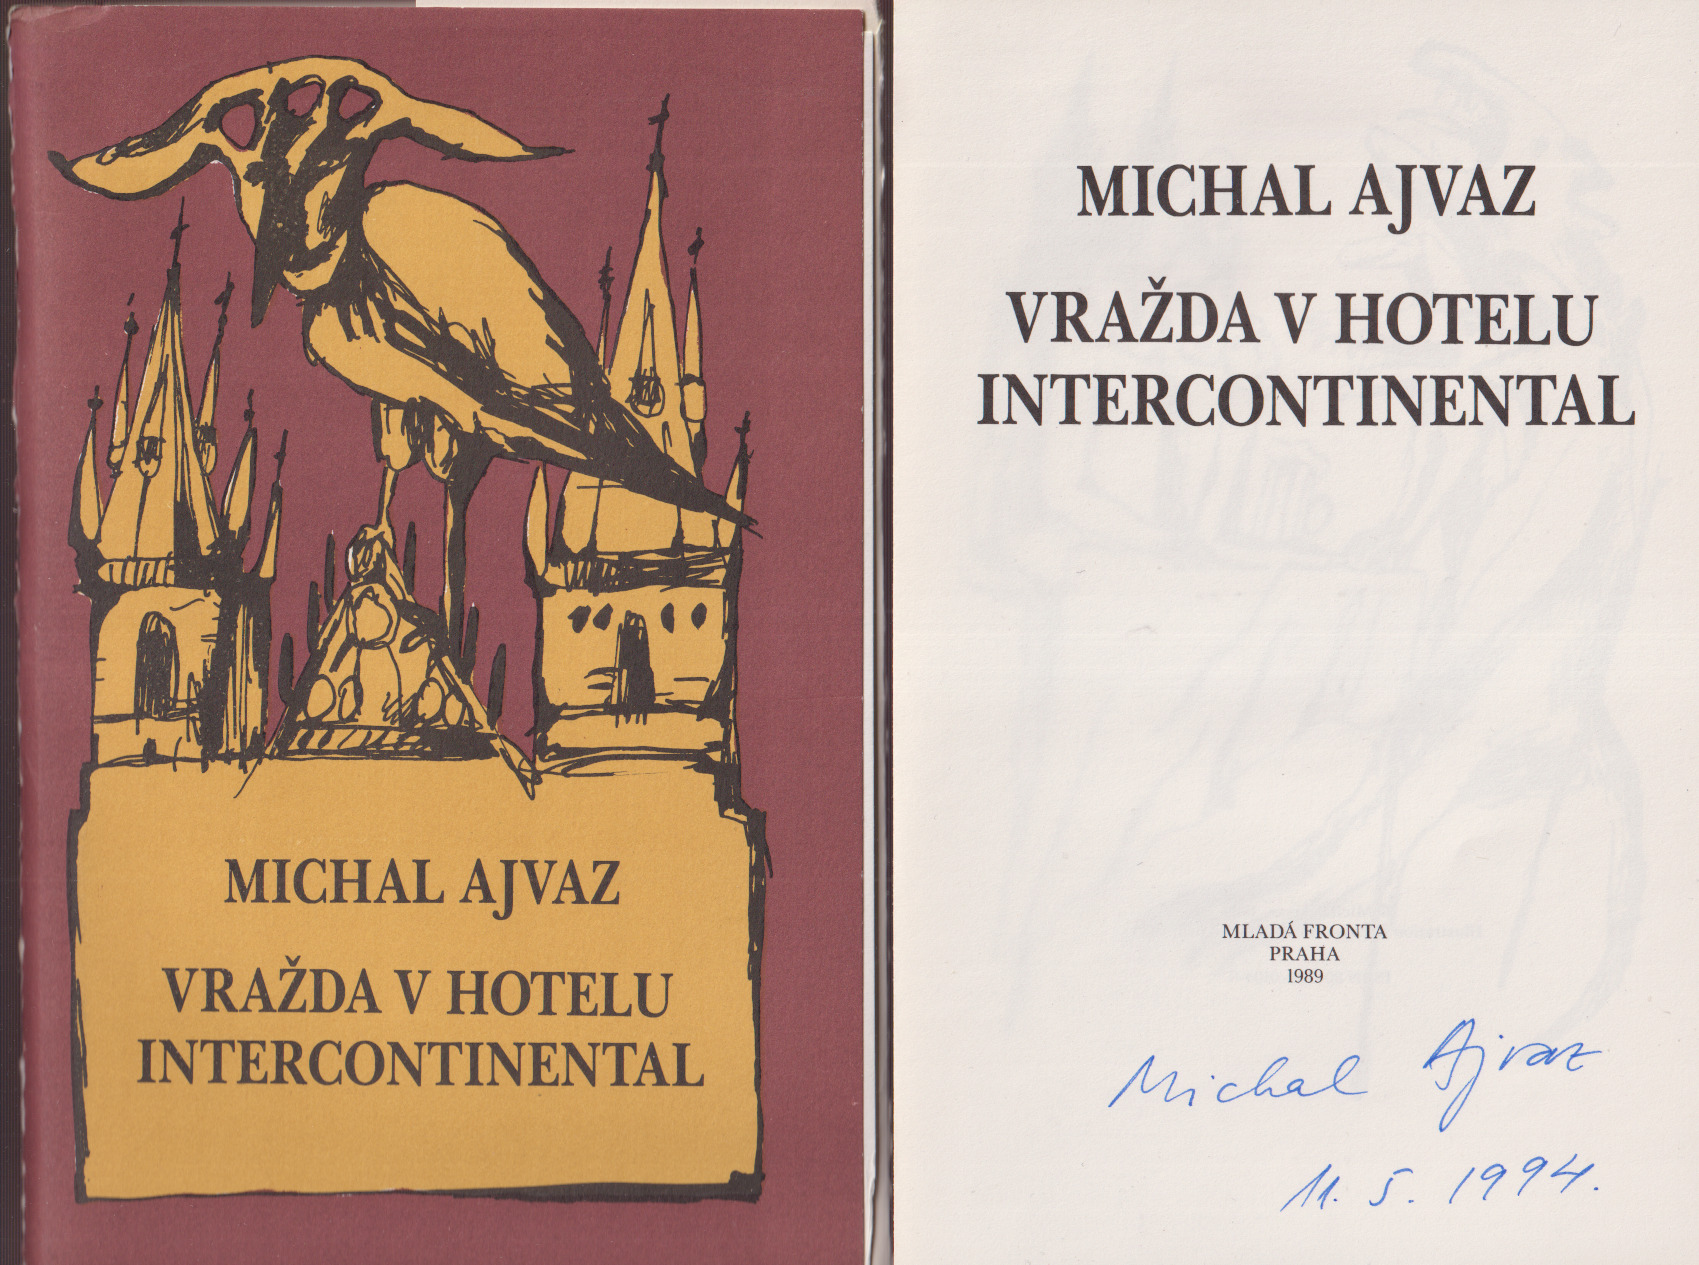 MICHAL AJVAZ
VRAŽDA V HOTELU
INTERCONTINENTAL
MICHAL AJVAZ
VRAŽDA V HOTELU
INTERCONTINENTAL
MLADÁ FRONTA
PRAHA
1989
Michal Ajvaz
11. 5. 1994.